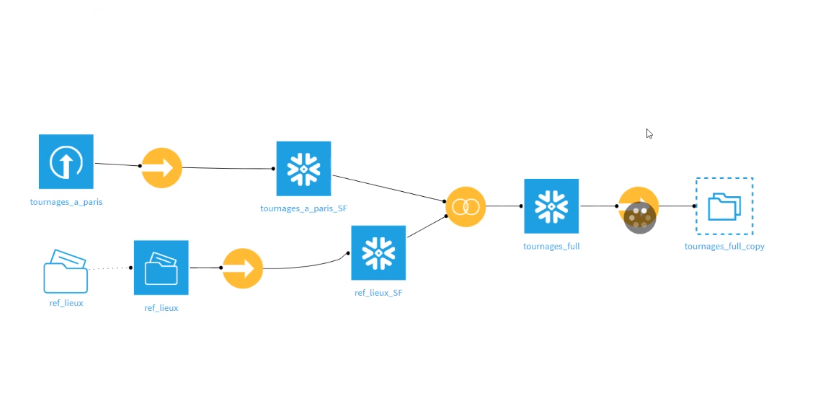 tournages_a_paris
tournages_a_paris_SF
ref_lieux
ref_lieux
ref_lieux_SF
tournages_full
tournages_full_copy